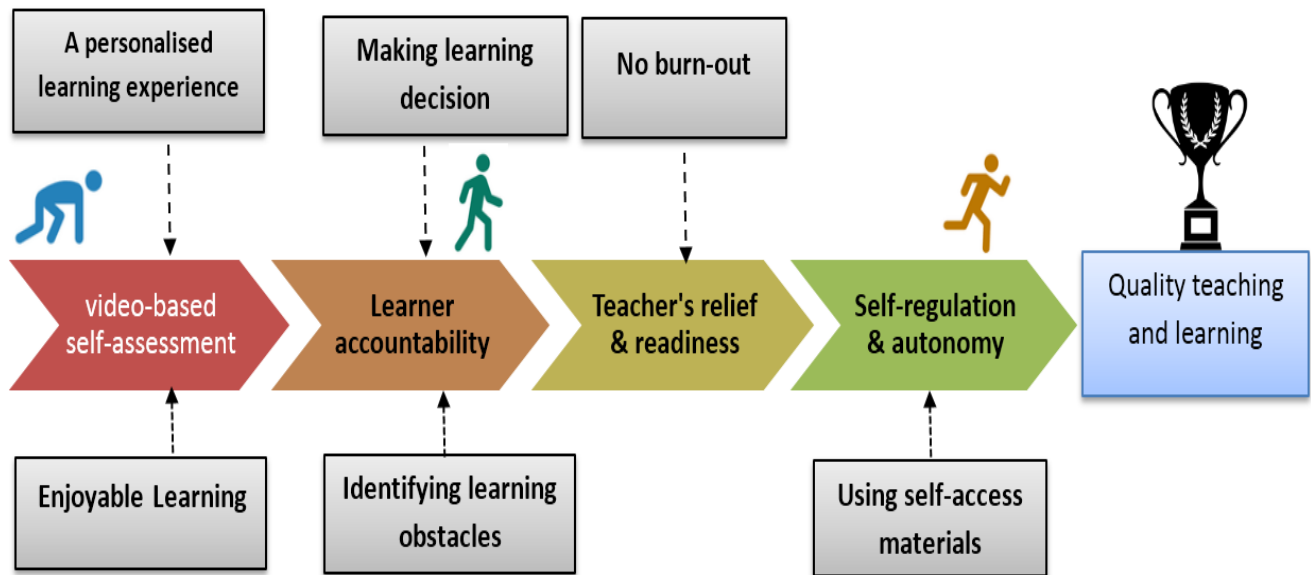 A personalised
learning experience
Making learning
decision
No burn-out
video-based
self-assessment
Learner
accountability
Teacher's relief
& readiness
Self-regulation
& autonomy
Quality teaching
and learning
Enjoyable Learning
Identifying learning
obstacles
Using self-access
materials